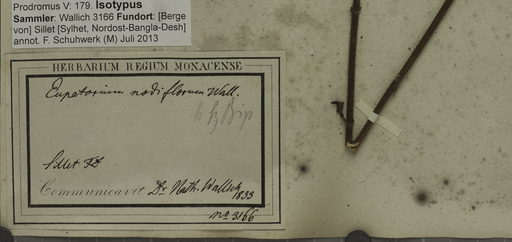 Prodromus V: 179. Isotypus
Sammler: Wallich 3166 Fundort: [Berge
von] Sillet [Sylhet, Nordost-Bangla-Desh]
annot. F. Schuhwerk (M) Juli 2013
HERBARIUM REGIUM MONACENSE
Eupatorium nodiflorum Wall.
Sillet
Communicavit Dr. Nath. Wallich
1833
no 3166